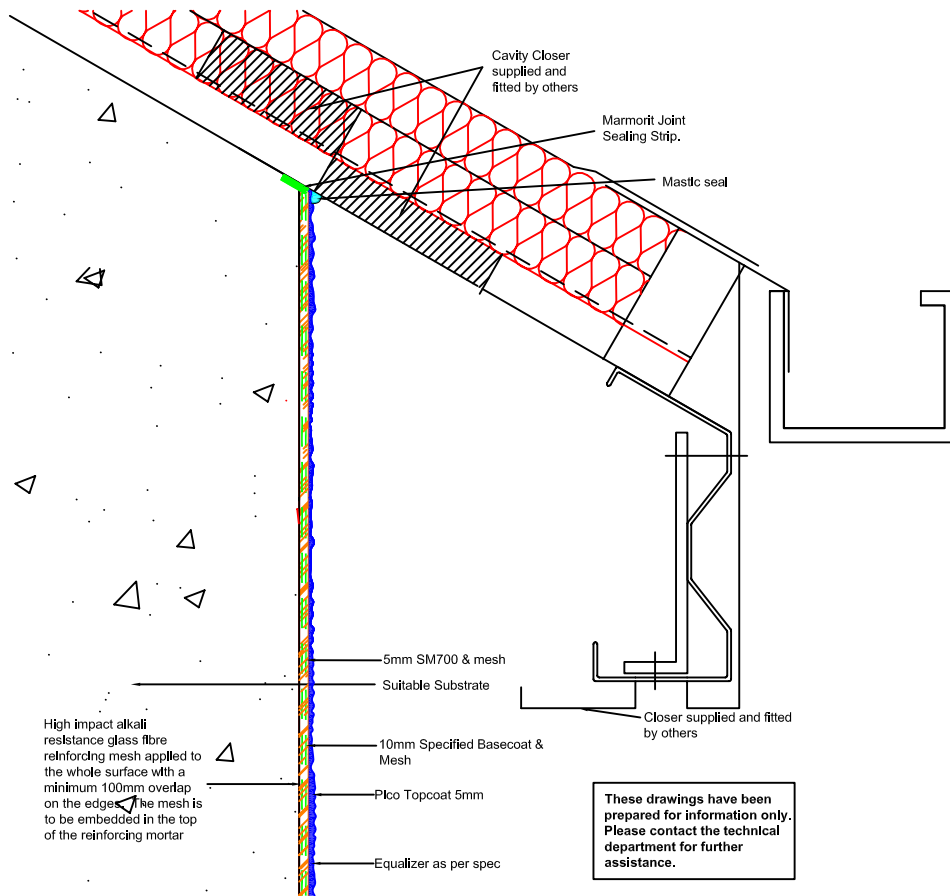 Cavity Closer
supplied and
fitted by others
Marmorit Joint
Sealing Strip.
Mastic seal
5mm SM700 & mesh
Suitable Substrate
High impact alkali
resistance glass fibre
reinforcing mesh applied to
the whole surface with a
minimum 100mm overlap
on the edges. The mesh is
to be embedded in the top
of the reinforcing mortar
Closer supplied and fitted
by others
10mm Specified Basecoat &
Mesh
Pico Topcoat 5mm
Equalizer as per spec
These drawings have been
prepared for information only.
Please contact the technical
department for further
assistance.